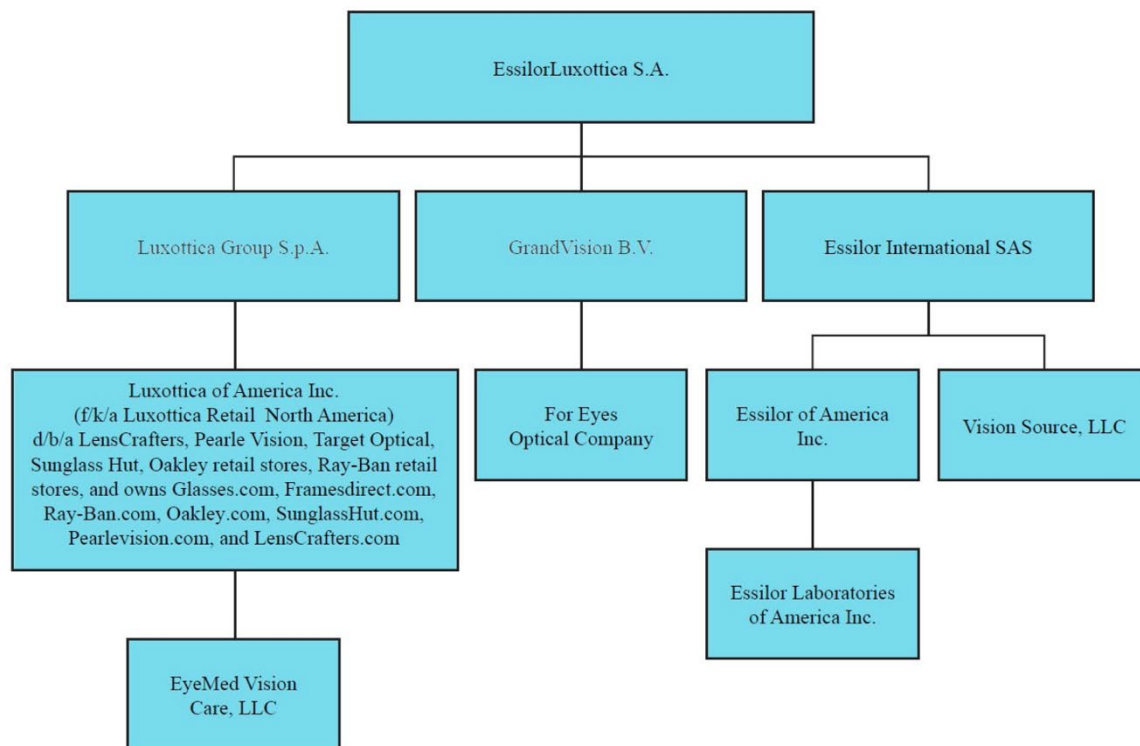 EssilorLuxottica S.A.
Luxottica Group S.p.A.
GrandVision B.V.
Essilor International SAS
Luxottica of America Inc.
(f/k/a Luxottica Retail North America)
d/b/a LensCrafters, Pearle Vision, Target Optical,
Sunglass Hut, Oakley retail stores, Ray-Ban retail
stores, and owns Glasses.com, Framesdirect.com,
Ray-Ban.com, Oakley.com, SunglassHut.com,
Pearlevision.com, and LensCrafters.com
For Eyes
Optical Company
Essilor of America
Inc.
Vision Source, LLC
Essilor Laboratories
of America Inc.
EyeMed Vision
Care, LLC